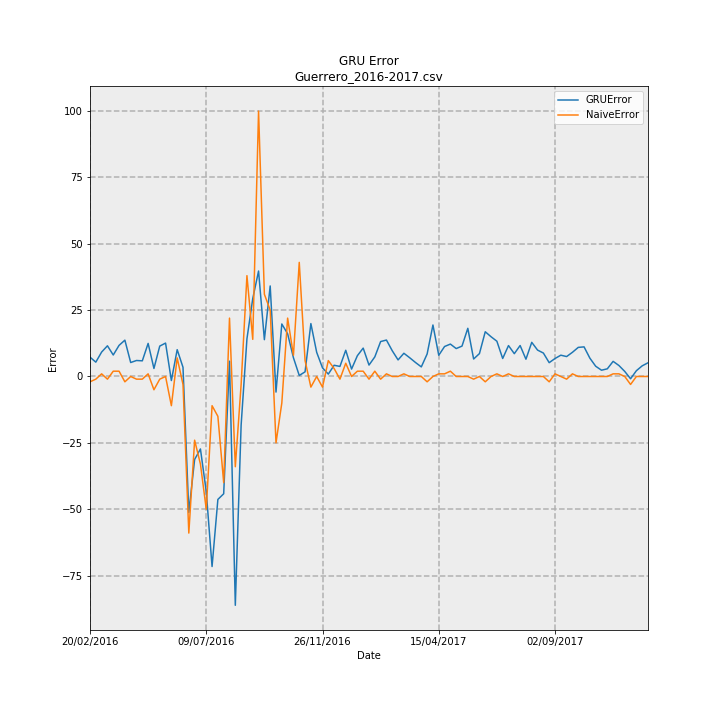 GRU Error
Guerrero_2016-2017.csv
GRUError
NaiveError
100
75
50
25
0
−25
−50
−75
Error
20/02/2016
09/07/2016
26/11/2016
15/04/2017
02/09/2017
Date